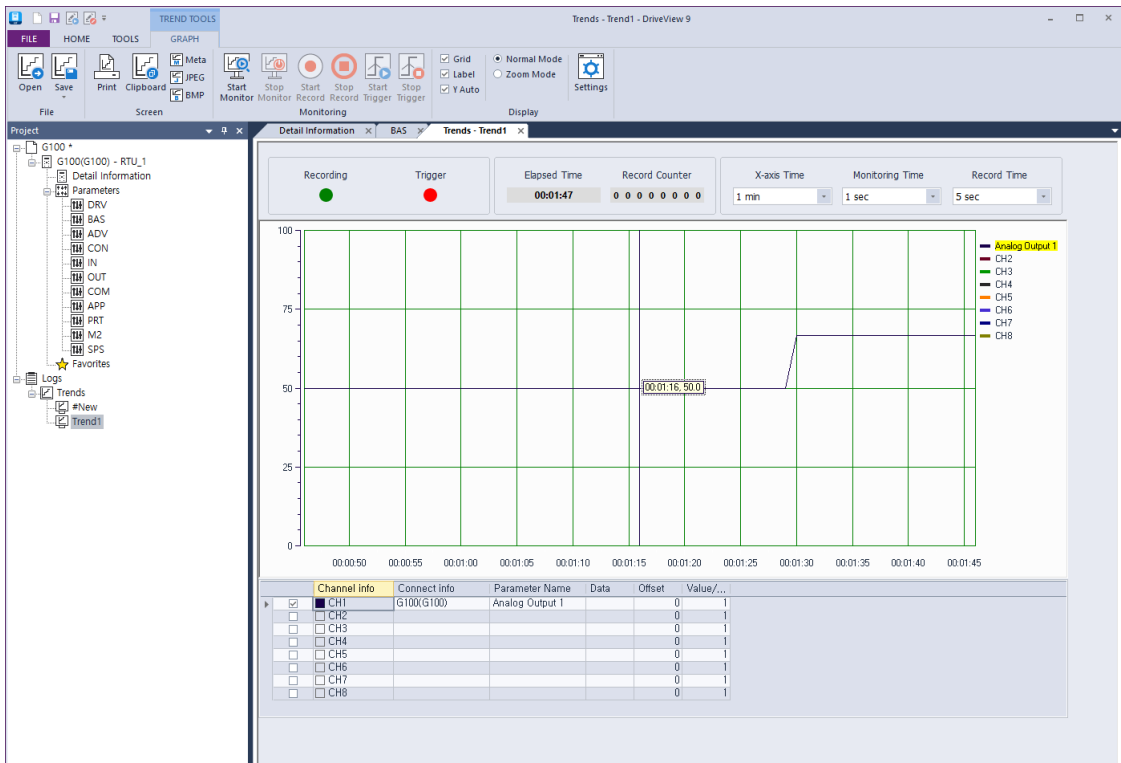 TREND TOOLS
Trends - Trend1 - DriveView 9
FILE HOME TOOLS GRAPH
Open Save Print Clipboard Meta JPEG BMP
Start Monitor Stop Monitor Start Record Stop Record Start Trigger Stop Trigger
Grid Label Y Auto
Normal Mode Zoom Mode
Settings
File Screen Monitoring Display
Project
G100 *
G100(G100) - RTU_1
Detail Information
Parameters
DRV
BAS
ADV
CON
IN
OUT
COM
APP
PRT
M2
SPS
Favorites
Logs
Trends
#New
Trend1
Detail Information BAS Trends - Trend1
Recording Trigger Elapsed Time Record Counter X-axis Time Monitoring Time Record Time
00:01:47 0 0 0 0 0 0 0 0 1 min 1 sec 5 sec
100
75
50
25
0
00:01:16, 50.0
Analog Output 1
CH2
CH3
CH4
CH5
CH6
CH7
CH8
00:00:50 00:00:55 00:01:00 00:01:05 00:01:10 00:01:15 00:01:20 00:01:25 00:01:30 00:01:35 00:01:40 00:01:45
Channel info Connect info Parameter Name Data Offset Value/...
CH1 G100(G100) Analog Output 1 0 1
CH2 0 1
CH3 0 1
CH4 0 1
CH5 0 1
CH6 0 1
CH7 0 1
CH8 0 1